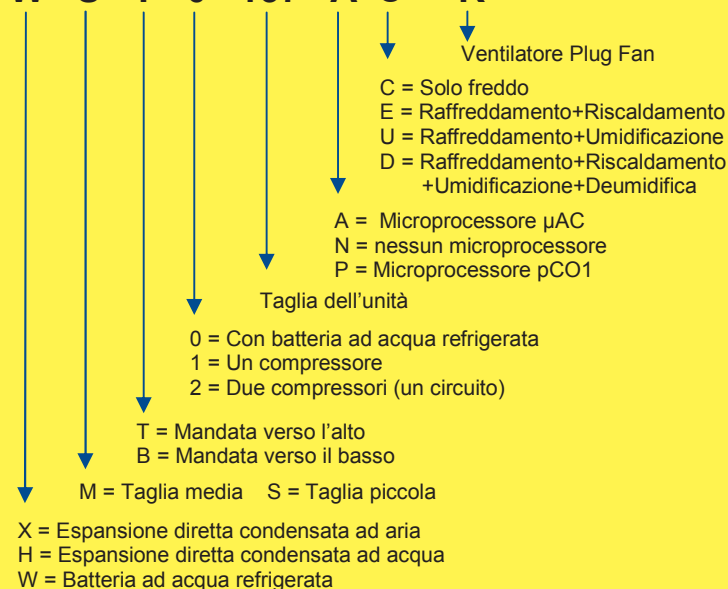 Ventilatore Plug Fan
C = Solo freddo
E = Raffreddamento+Riscaldamento
U = Raffreddamento+Umidificazione
D = Raffreddamento+Riscaldamento
+Umidificazione+Deumidifica
A = Microprocessore µAC
N = nessun microprocessore
P = Microprocessore pCO1
Taglia dell'unità
0 = Con batteria ad acqua refrigerata
1 = Un compressore
2 = Due compressori (un circuito)
T = Mandata verso l'alto
B = Mandata verso il basso
M = Taglia media S = Taglia piccola
X = Espansione diretta condensata ad aria
H = Espansione diretta condensata ad acqua
W = Batteria ad acqua refrigerata